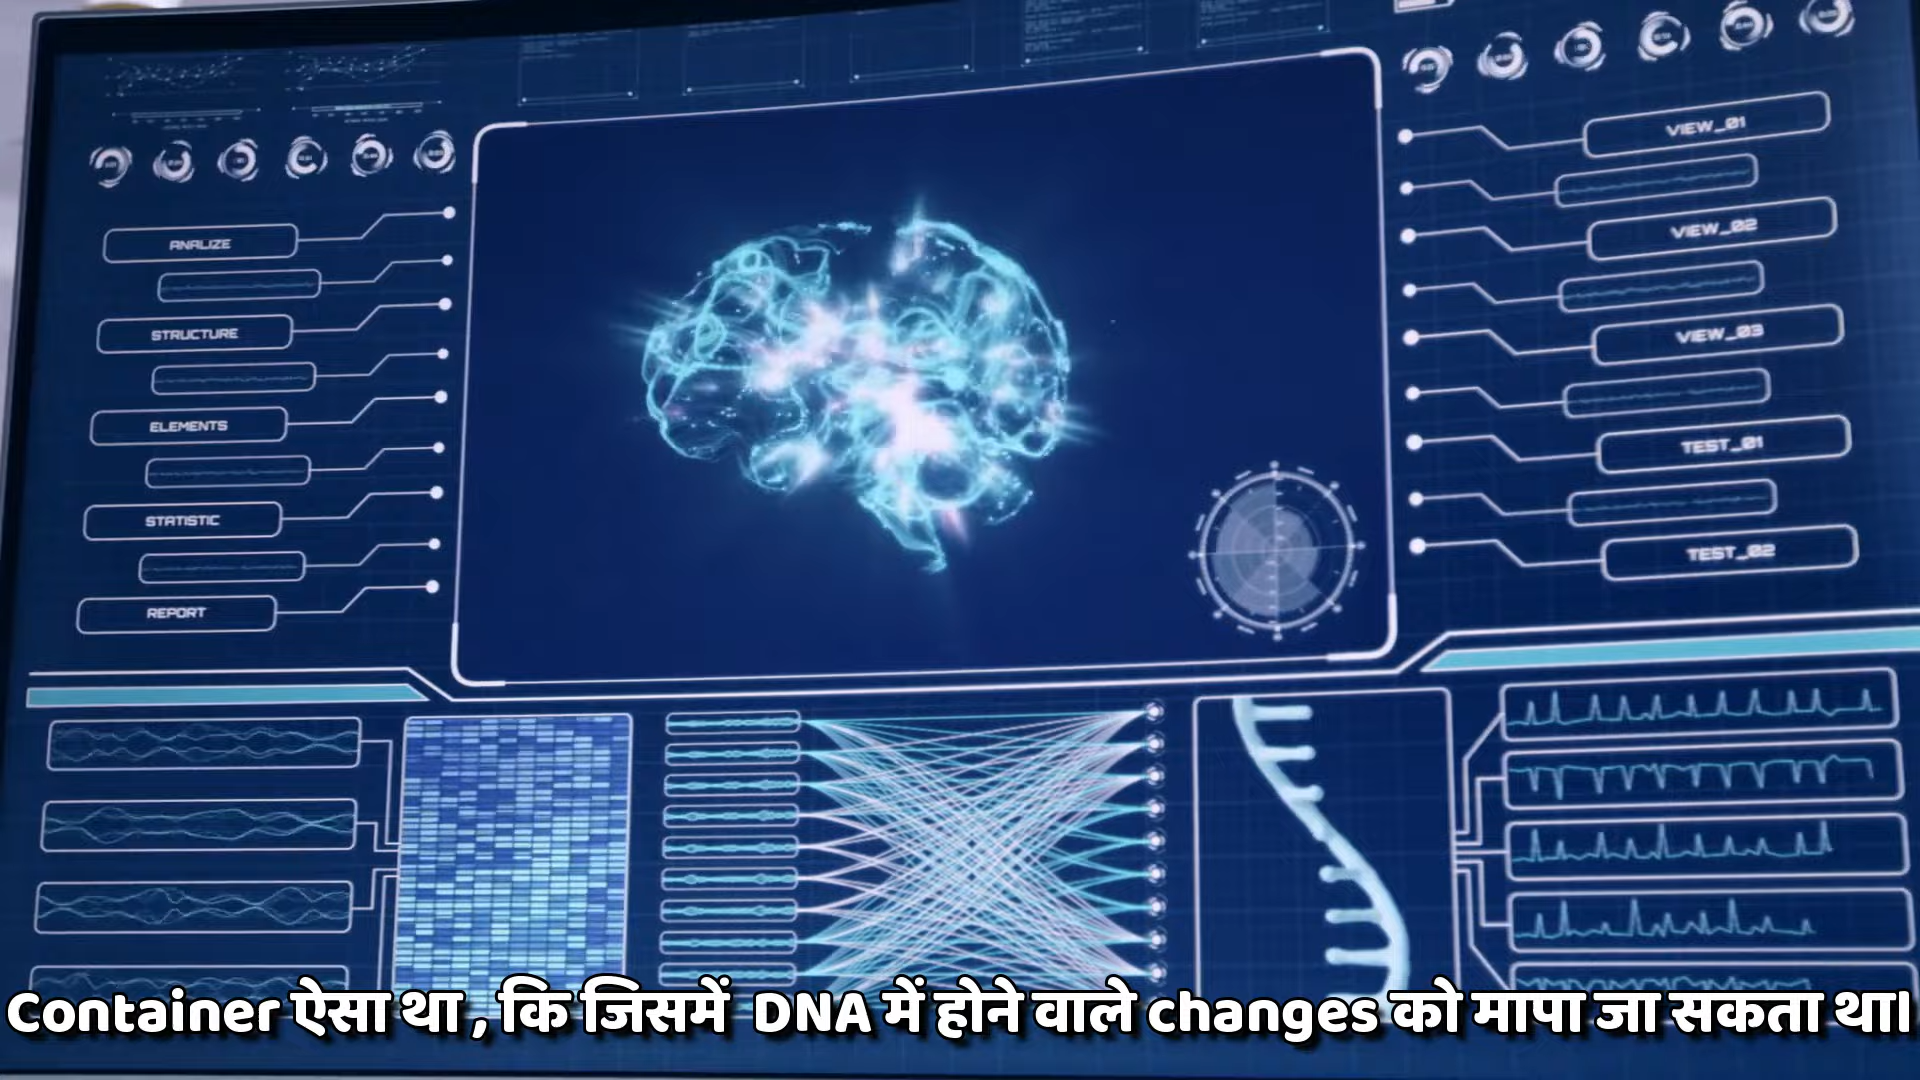 ANALIZE
STRUCTURE
ELEMENTS
STATISTIC
REPORT
VIEW_01
VIEW_02
VIEW_03
TEST_01
TEST_02
Container ऐसा था , कि जिसमें DNA में होने वाले changes को मापा जा सकता था।